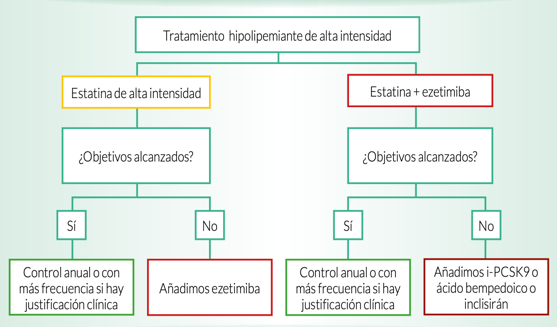 Tratamiento hipolipemiante de alta intensidad
Estatina de alta intensidad
Estatina + ezetimiba
¿Objetivos alcanzados?
¿Objetivos alcanzados?
Sí
No
Sí
No
Control anual o con
más frecuencia si hay
justificación clínica
Añadimos ezetimiba
Control anual o con
más frecuencia si hay
justificación clínica
Añadimos i-PCSK9 o
ácido bempedoico o
inclisirán